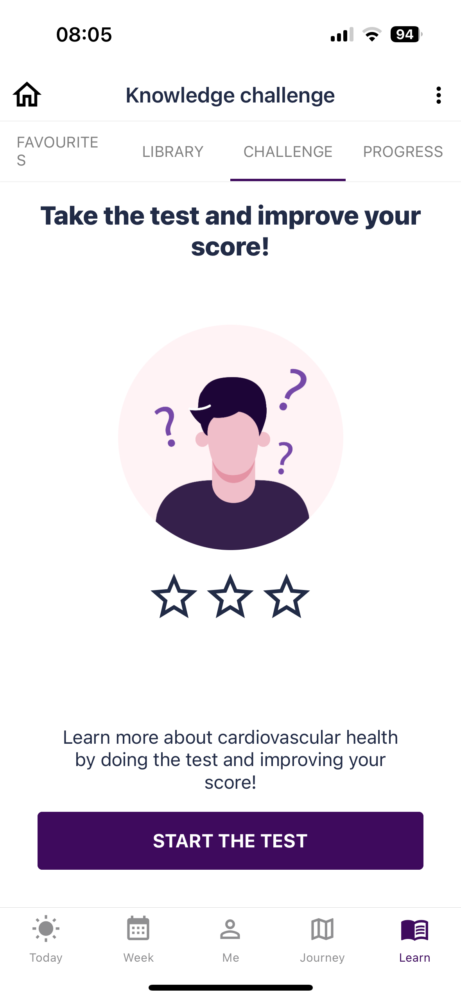 08:05
94
Knowledge challenge
FAVOURITE
S
LIBRARY
CHALLENGE
PROGRESS
Take the test and improve your
score!
? ? ?
Learn more about cardiovascular health
by doing the test and improving your
score!
START THE TEST
Today
Week
Me
Journey
Learn